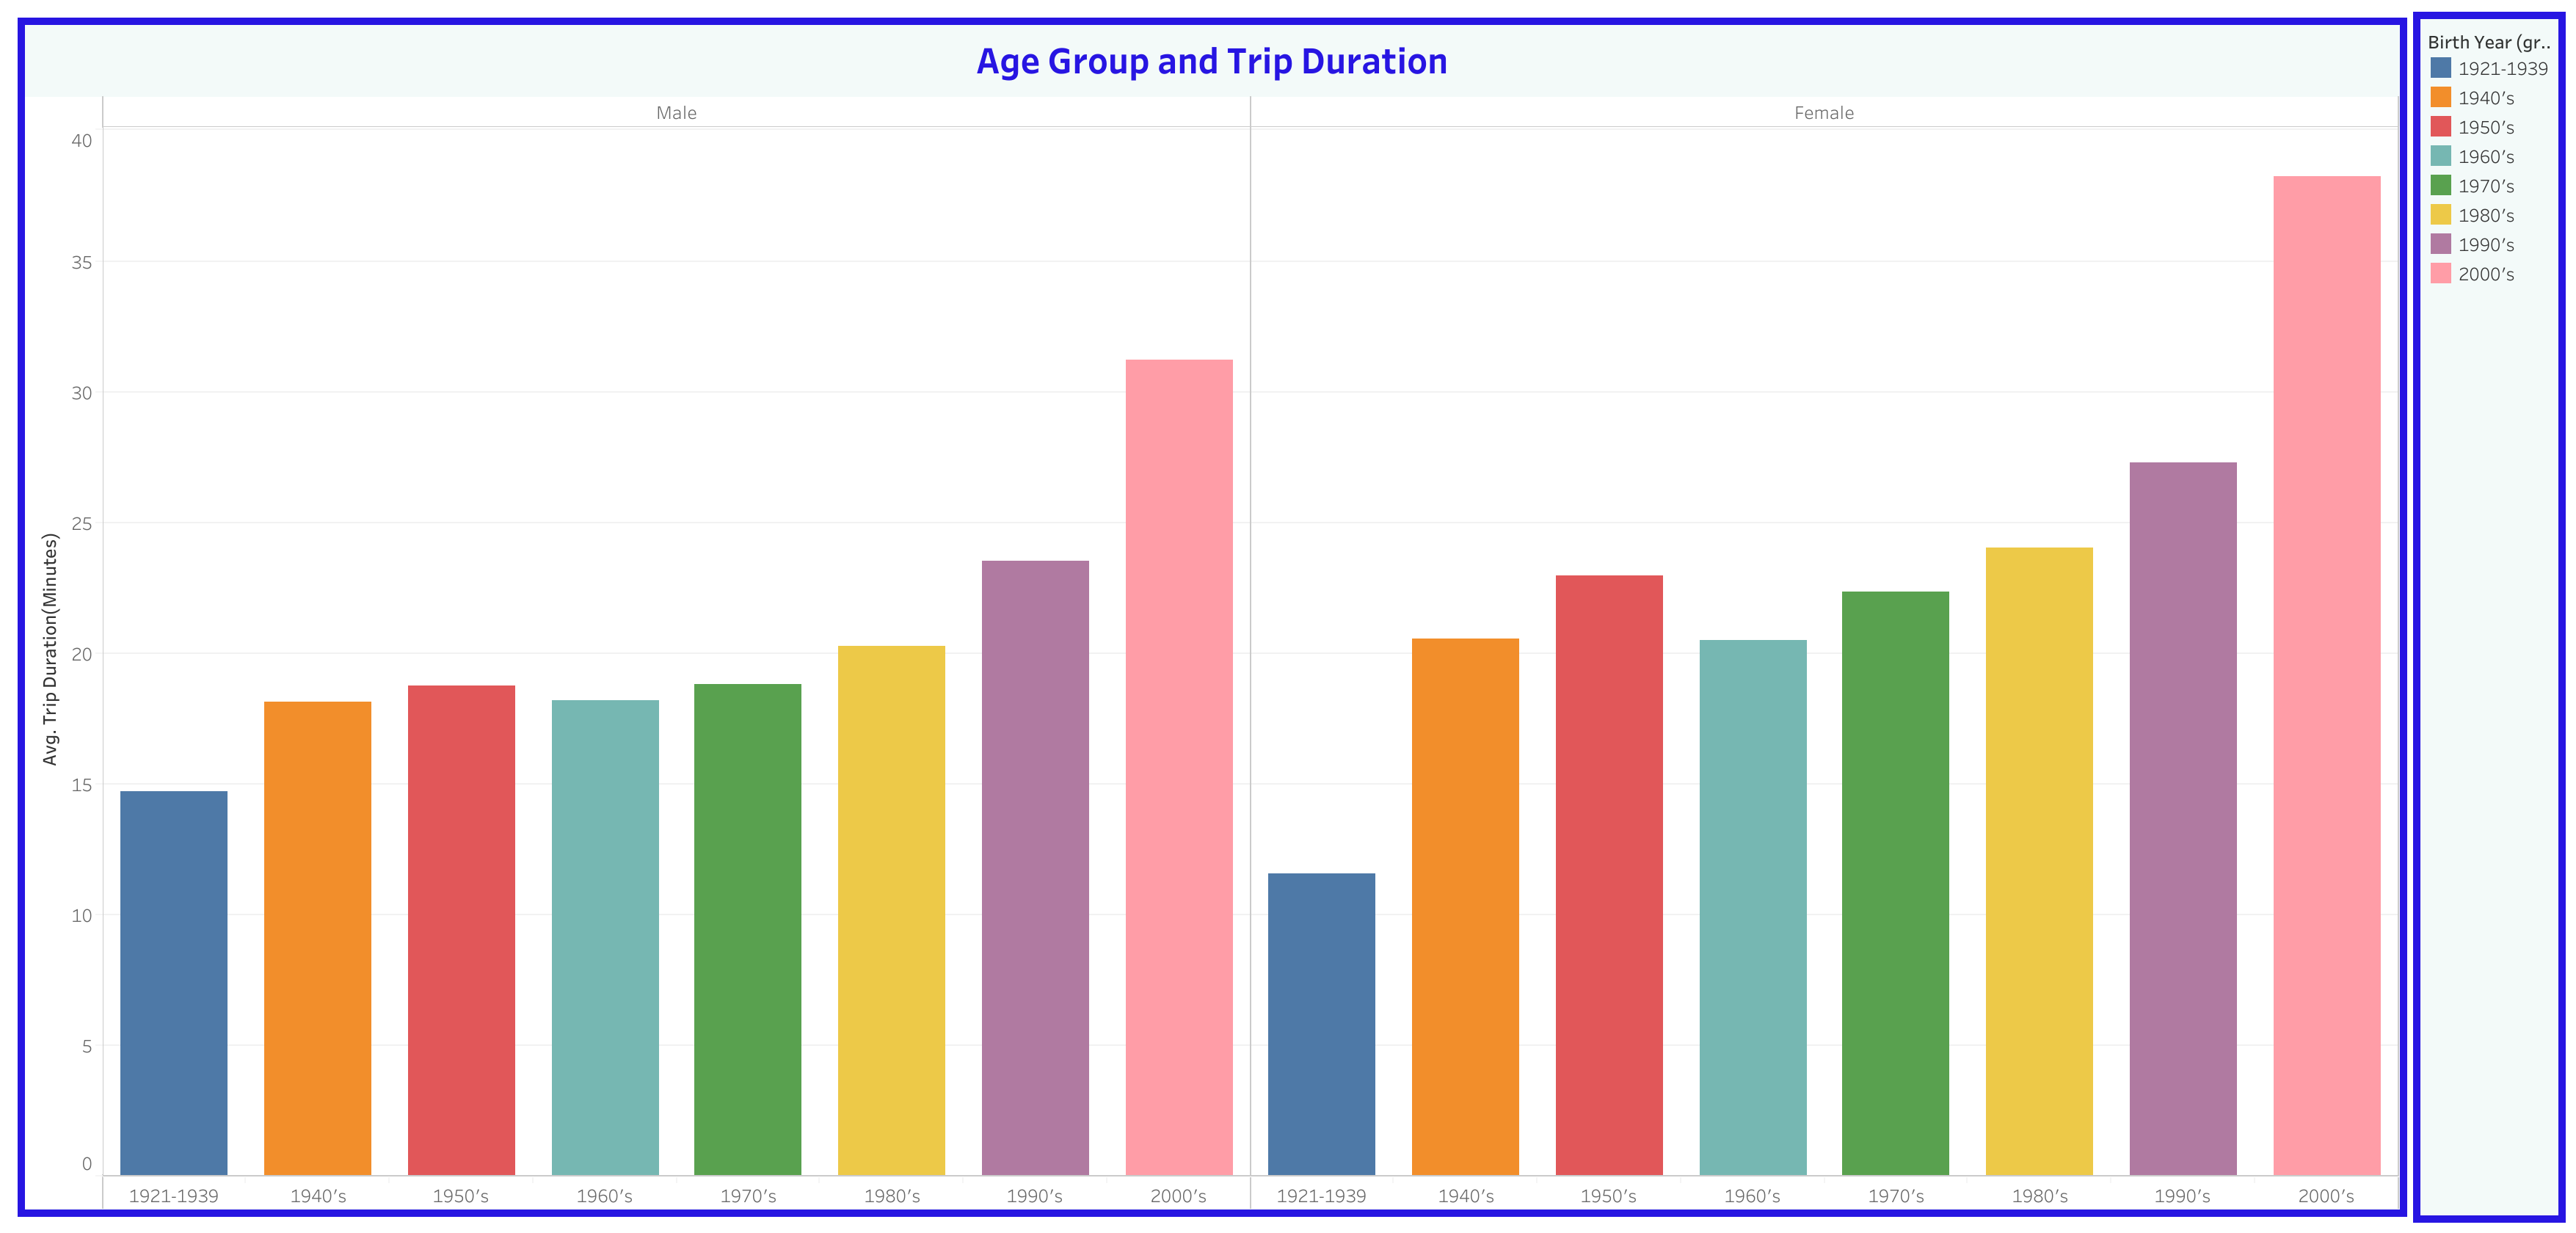 Age Group and Trip Duration
Male
Female
40
35
30
25
20
15
10
5
0
Avg. Trip Duration(Minutes)
1921-1939 1940's 1950's 1960's 1970's 1980's 1990's 2000's 1921-1939 1940's 1950's 1960's 1970's 1980's 1990's 2000's
Birth Year (gr..
1921-1939
1940's
1950's
1960's
1970's
1980's
1990's
2000's